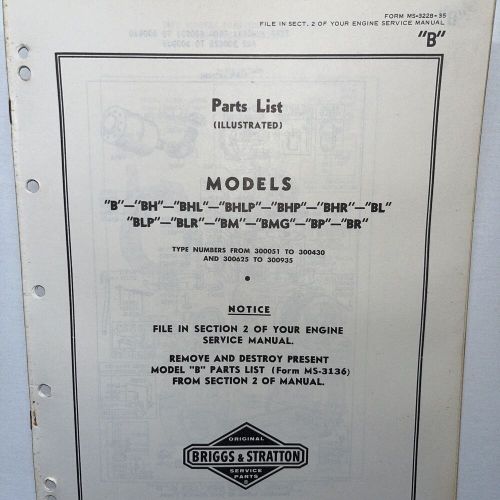 FORM MS-3228-35
FILE IN SECT. 2 OF YOUR ENGINE SERVICE MANUAL
"B"
Parts List
(ILLUSTRATED)
MODELS
"B"—"BH"—"BHL"—"BHLP"—"BHP"—"BHR"—"BL"
"BLP"—"BLR"—"BM"—"BMG"—"BP"—"BR"
TYPE NUMBERS FROM 300051 TO 300430
AND 300625 TO 300935
•
NOTICE
FILE IN SECTION 2 OF YOUR ENGINE
SERVICE MANUAL.
REMOVE AND DESTROY PRESENT
MODEL "B" PARTS LIST (Form MS-3136)
FROM SECTION 2 OF MANUAL.
ORIGINAL
BRIGGS & STRATTON
SERVICE
PARTS